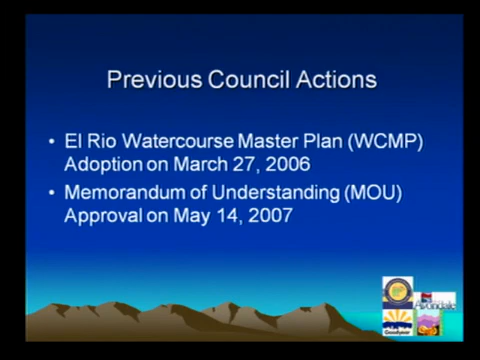 Previous Council Actions
• El Rio Watercourse Master Plan (WCMP)
Adoption on March 27, 2006
• Memorandum of Understanding (MOU)
Approval on May 14, 2007
Avondale